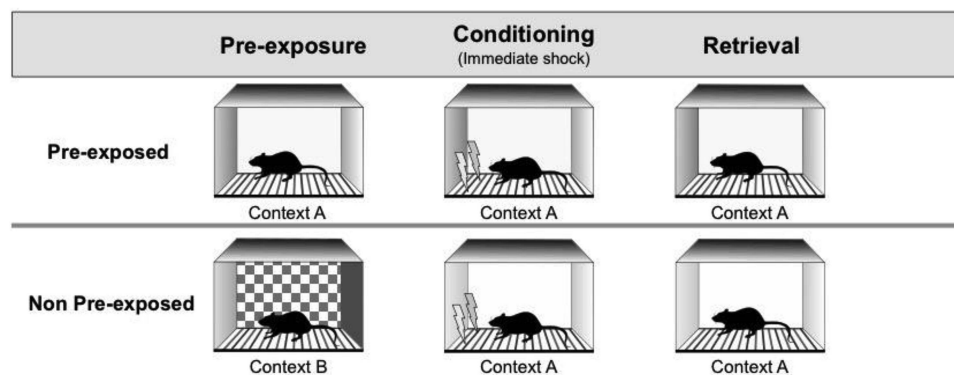 Pre-exposure Conditioning Retrieval
(Immediate shock)
Pre-exposed
Context A Context A Context A
Non Pre-exposed
Context B Context A Context A